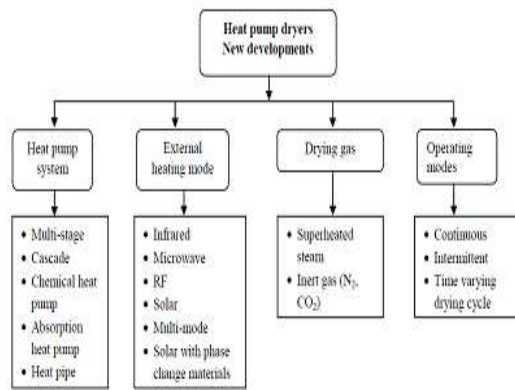 Heat pump dryers
New developments
Heat pump
system
External
heating mode
Drying gas
Operating
modes
• Multi-stage
• Cascade
• Chemical heat
pump
• Absorption
heat pump
• Heat pipe
• Infrared
• Microwave
• RF
• Solar
• Multi-mode
• Solar with phase
change materials
• Superheated
steam
• Inert gas (N₂,
CO₂)
• Continuous
• Intermittent
• Time varying
drying cycle